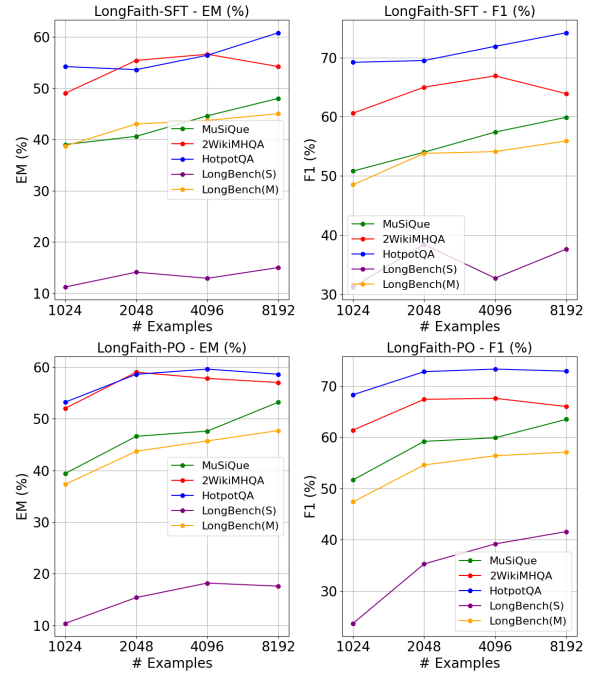 LongFaith-SFT - EM (%)
EM (%)
60
50
40
30
20
10
1024
2048
4096
8192
# Examples
MuSiQue
2WikiMHQA
HotpotQA
LongBench(S)
LongBench(M)
LongFaith-SFT - F1 (%)
F1 (%)
70
60
50
40
30
1024
2048
4096
8192
# Examples
MuSiQue
2WikiMHQA
HotpotQA
LongBench(S)
LongBench(M)
LongFaith-PO - EM (%)
EM (%)
60
50
40
30
20
10
1024
2048
4096
8192
# Examples
MuSiQue
2WikiMHQA
HotpotQA
LongBench(S)
LongBench(M)
LongFaith-PO - F1 (%)
F1 (%)
70
60
50
40
30
1024
2048
4096
8192
# Examples
MuSiQue
2WikiMHQA
HotpotQA
LongBench(S)
LongBench(M)